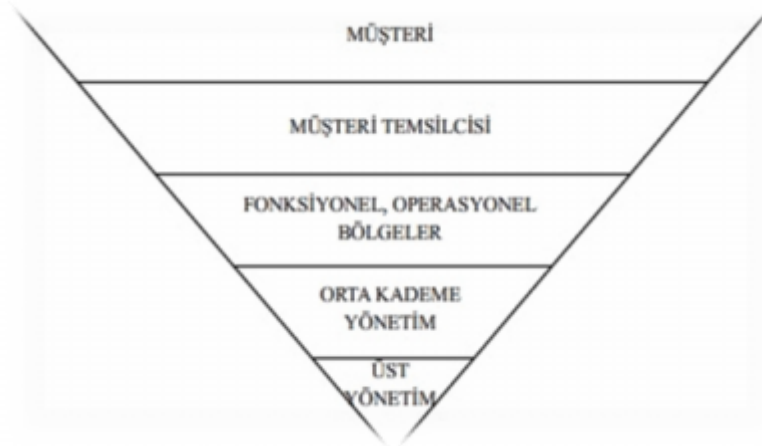 MÜŞTERİ
MÜŞTERİ TEMSİLCİSİ
FONKSİYONEL, OPERASYONEL
BÖLGELER
ORTA KADEME
YÖNETİM
ÜST
YÖNETİM